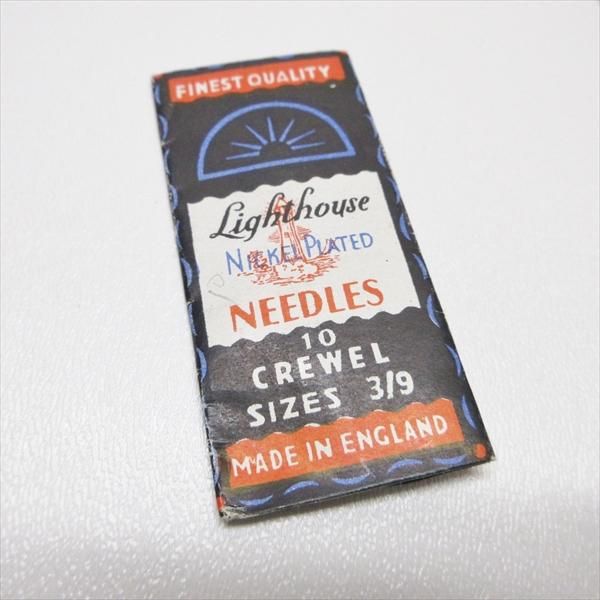 FINEST QUALITY
Lighthouse
NICKEL PLATED
NEEDLES
10
CREWEL
SIZES 3/9
MADE IN ENGLAND